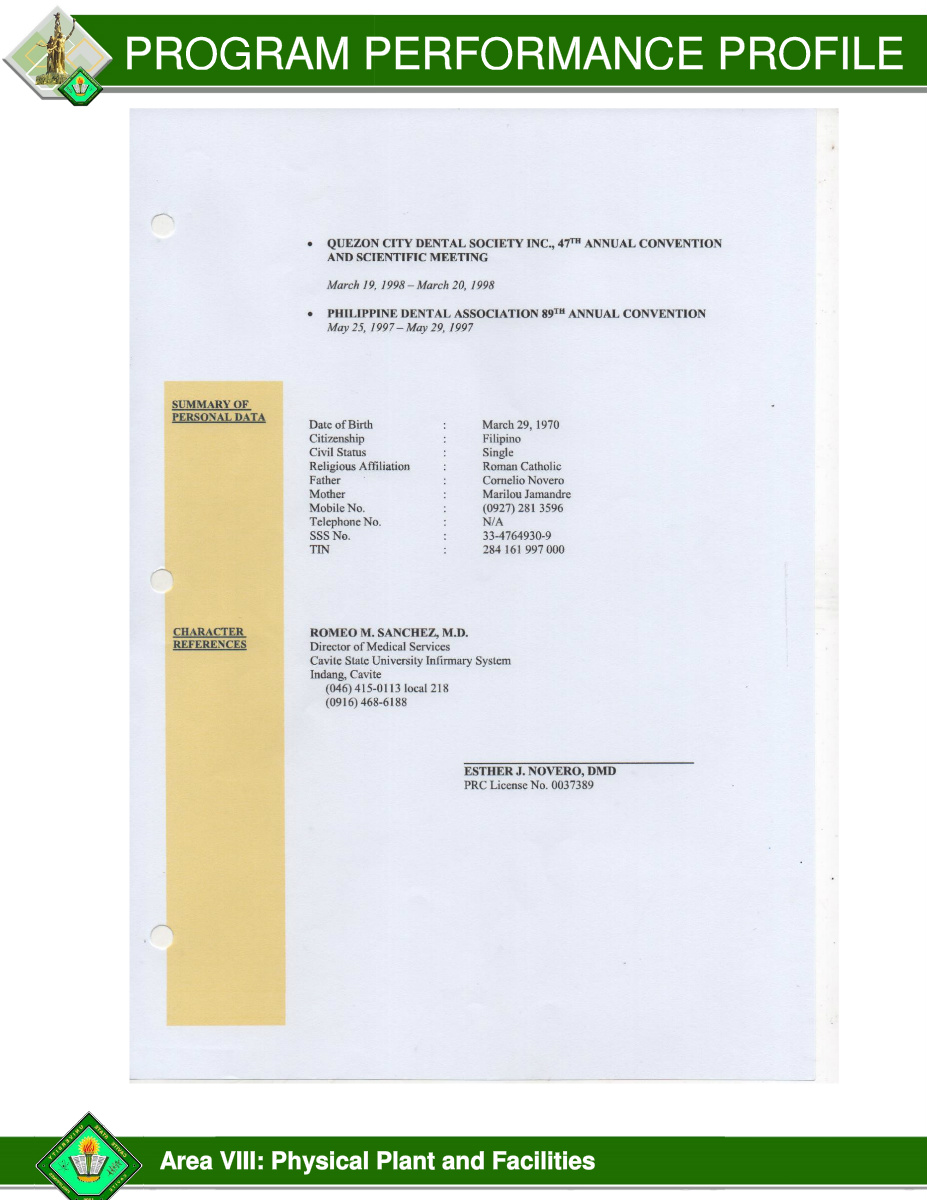 PROGRAM PERFORMANCE PROFILE
• QUEZON CITY DENTAL SOCIETY INC., 47TH ANNUAL CONVENTION
AND SCIENTIFIC MEETING
March 19, 1998 – March 20, 1998
• PHILIPPINE DENTAL ASSOCIATION 89TH ANNUAL CONVENTION
May 25, 1997 – May 29, 1997
SUMMARY OF
PERSONAL DATA
Date of Birth : March 29, 1970
Citizenship : Filipino
Civil Status : Single
Religious Affiliation : Roman Catholic
Father : Cornelio Novero
Mother : Marilou Jamandre
Mobile No. : (0927) 281 3596
Telephone No. : N/A
SSS No. : 33-4764930-9
TIN : 284 161 997 000
CHARACTER
REFERENCES
ROMEO M. SANCHEZ, M.D.
Director of Medical Services
Cavite State University Infirmary System
Indang, Cavite
(046) 415-0113 local 218
(0916) 468-6188
ESTHER J. NOVERO, DMD
PRC License No. 0037389
Area VIII: Physical Plant and Facilities